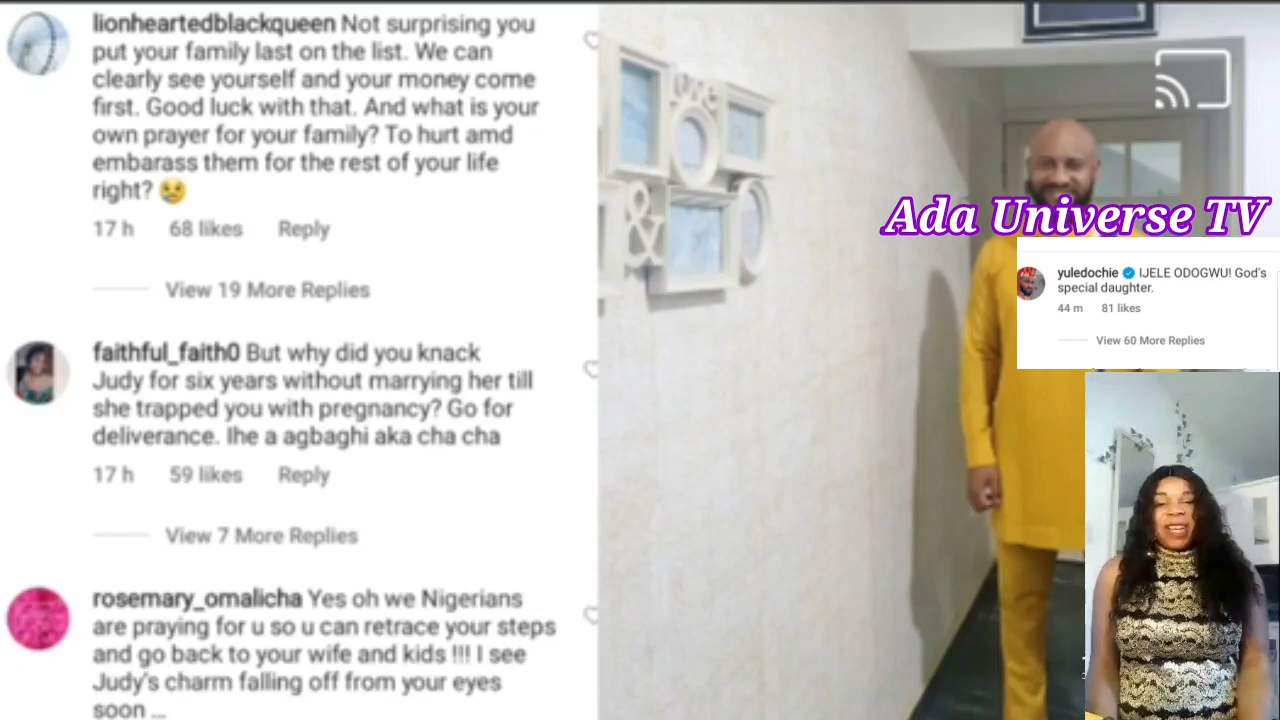 lionheartedblackqueen Not surprising you
put your family last on the list. We can
clearly see yourself and your money come
first. Good luck with that. And what is your
own prayer for your family? To hurt amd
embarass them for the rest of your life
right? 😢
17 h 68 likes Reply
View 19 More Replies
faithful_faith0 But why did you knack
Judy for six years without marrying her till
she trapped you with pregnancy? Go for
deliverance. Ihe a agbaghi aka cha cha
17 h 59 likes Reply
View 7 More Replies
rosemary_omalicha Yes oh we Nigerians
are praying for u so u can retrace your steps
and go back to your wife and kids !!! I see
Judy's charm falling off from your eyes
soon ...
&
Ada Universe TV
yuledochie IJELE ODOGWU! God's
special daughter.
44 m 81 likes
View 60 More Replies